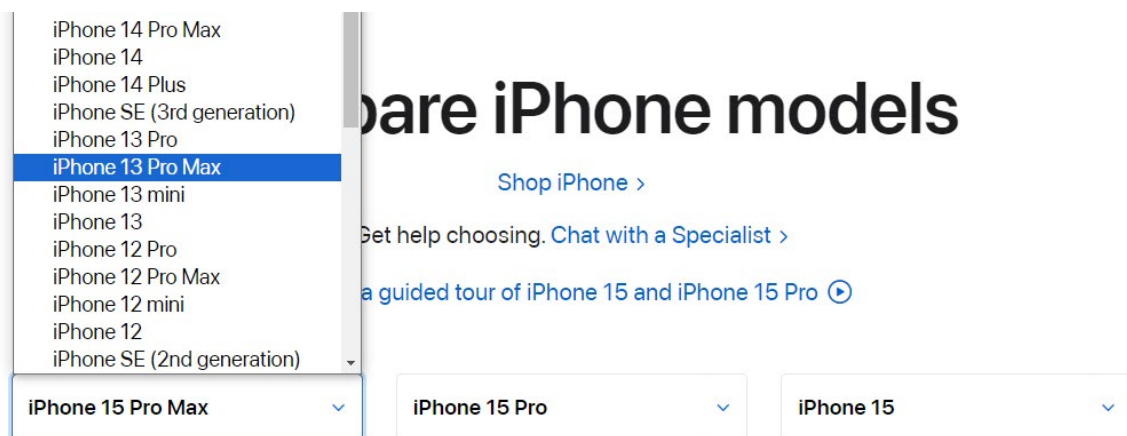 iPhone 14 Pro Max
iPhone 14
iPhone 14 Plus
iPhone SE (3rd generation)
iPhone 13 Pro
iPhone 13 Pro Max
iPhone 13 mini
iPhone 13
iPhone 12 Pro
iPhone 12 Pro Max
iPhone 12 mini
iPhone 12
iPhone SE (2nd generation)
pare iPhone models
Shop iPhone >
Get help choosing. Chat with a Specialist >
a guided tour of iPhone 15 and iPhone 15 Pro
iPhone 15 Pro Max
iPhone 15 Pro
iPhone 15